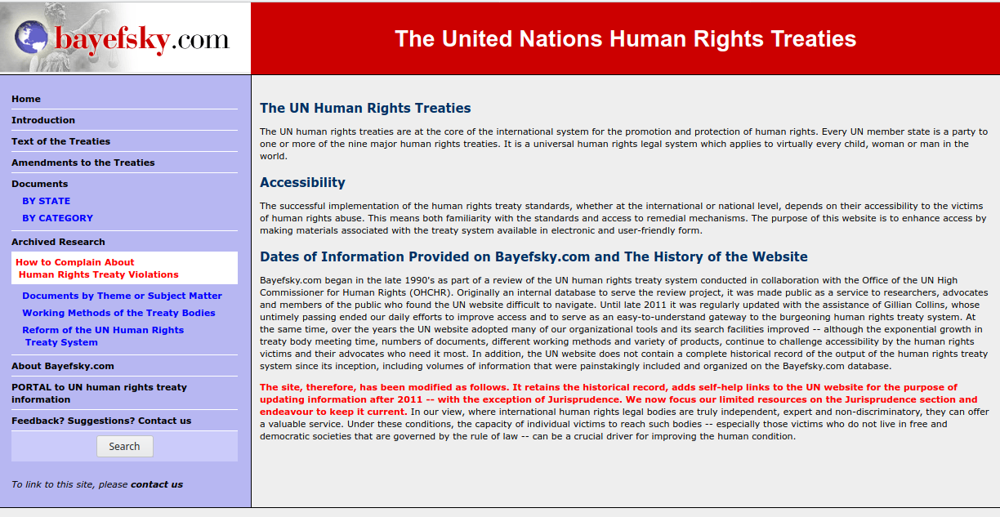 bayefsky.com
The United Nations Human Rights Treaties
Home
Introduction
Text of the Treaties
Amendments to the Treaties
Documents
BY STATE
BY CATEGORY
Archived Research
How to Complain About
Human Rights Treaty Violations
Documents by Theme or Subject Matter
Working Methods of the Treaty Bodies
Reform of the UN Human Rights
Treaty System
About Bayefsky.com
PORTAL to UN human rights treaty
information
Feedback? Suggestions? Contact us
Search
To link to this site, please contact us
The UN Human Rights Treaties
The UN human rights treaties are at the core of the international system for the promotion and protection of human rights. Every UN member state is a party to
one or more of the nine major human rights treaties. It is a universal human rights legal system which applies to virtually every child, woman or man in the
world.
Accessibility
The successful implementation of the human rights treaty standards, whether at the international or national level, depends on their accessibility to the victims
of human rights abuse. This means both familiarity with the standards and access to remedial mechanisms. The purpose of this website is to enhance access by
making materials associated with the treaty system available in electronic and user-friendly form.
Dates of Information Provided on Bayefsky.com and The History of the Website
Bayefsky.com began in the late 1990's as part of a review of the UN human rights treaty system conducted in collaboration with the Office of the UN High
Commissioner for Human Rights (OHCHR). Originally an internal database to serve the review project, it was made public as a service to researchers, advocates
and members of the public who found the UN website difficult to navigate. Until late 2011 it was regularly updated with the assistance of Gillian Collins, whose
untimely passing ended our daily efforts to improve access and to serve as an easy-to-understand gateway to the burgeoning human rights treaty system. At
the same time, over the years the UN website adopted many of our organizational tools and its search facilities improved -- although the exponential growth in
treaty body meeting time, numbers of documents, different working methods and variety of products, continue to challenge accessibility by the human rights
victims and their advocates who need it most. In addition, the UN website does not contain a complete historical record of the output of the human rights treaty
system since its inception, including volumes of information that were painstakingly included and organized on the Bayefsky.com database.
The site, therefore, has been modified as follows. It retains the historical record, adds self-help links to the UN website for the purpose of
updating information after 2011 -- with the exception of Jurisprudence. We now focus our limited resources on the Jurisprudence section and
endeavour to keep it current. In our view, where international human rights legal bodies are truly independent, expert and non-discriminatory, they can offer
a valuable service. Under these conditions, the capacity of individual victims to reach such bodies -- especially those victims who do not live in free and
democratic societies that are governed by the rule of law -- can be a crucial driver for improving the human condition.